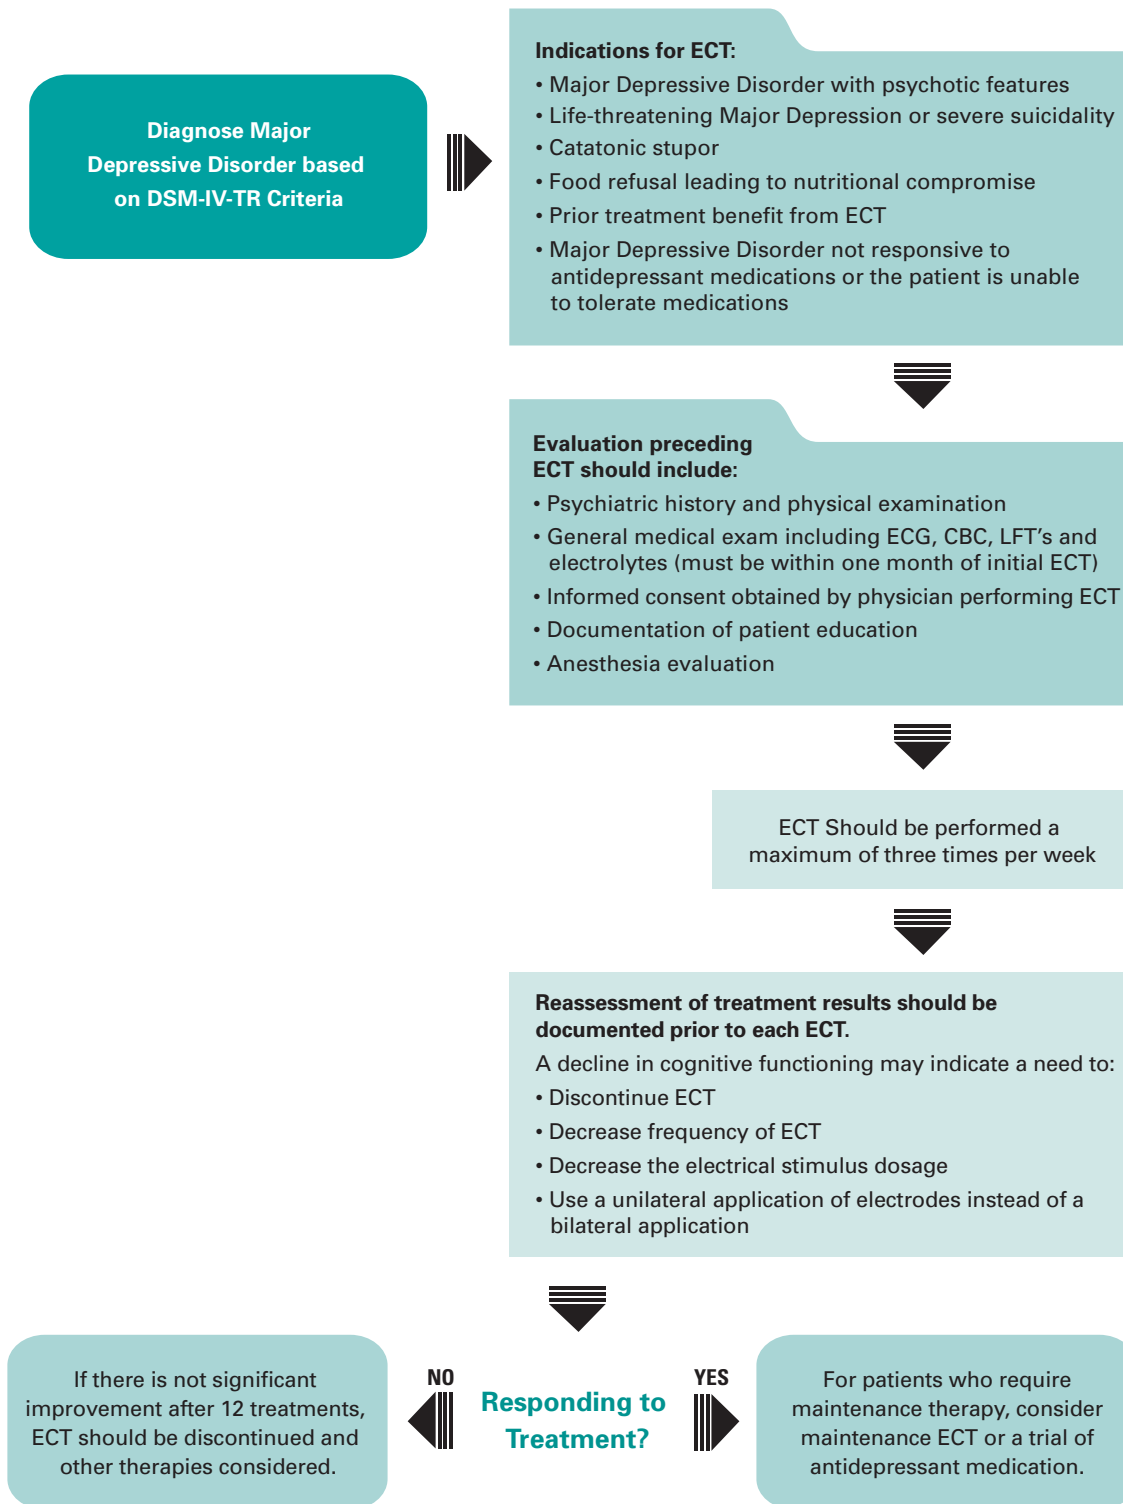 Diagnose Major
Depressive Disorder based
on DSM-IV-TR Criteria
Indications for ECT:
• Major Depressive Disorder with psychotic features
• Life-threatening Major Depression or severe suicidality
• Catatonic stupor
• Food refusal leading to nutritional compromise
• Prior treatment benefit from ECT
• Major Depressive Disorder not responsive to
antidepressant medications or the patient is unable
to tolerate medications
Evaluation preceding
ECT should include:
• Psychiatric history and physical examination
• General medical exam including ECG, CBC, LFT's and
electrolytes (must be within one month of initial ECT)
• Informed consent obtained by physician performing ECT
• Documentation of patient education
• Anesthesia evaluation
ECT Should be performed a
maximum of three times per week
Reassessment of treatment results should be
documented prior to each ECT.
A decline in cognitive functioning may indicate a need to:
• Discontinue ECT
• Decrease frequency of ECT
• Decrease the electrical stimulus dosage
• Use a unilateral application of electrodes instead of a
bilateral application
If there is not significant
improvement after 12 treatments,
ECT should be discontinued and
other therapies considered.
NO
Responding to
Treatment?
YES
For patients who require
maintenance therapy, consider
maintenance ECT or a trial of
antidepressant medication.